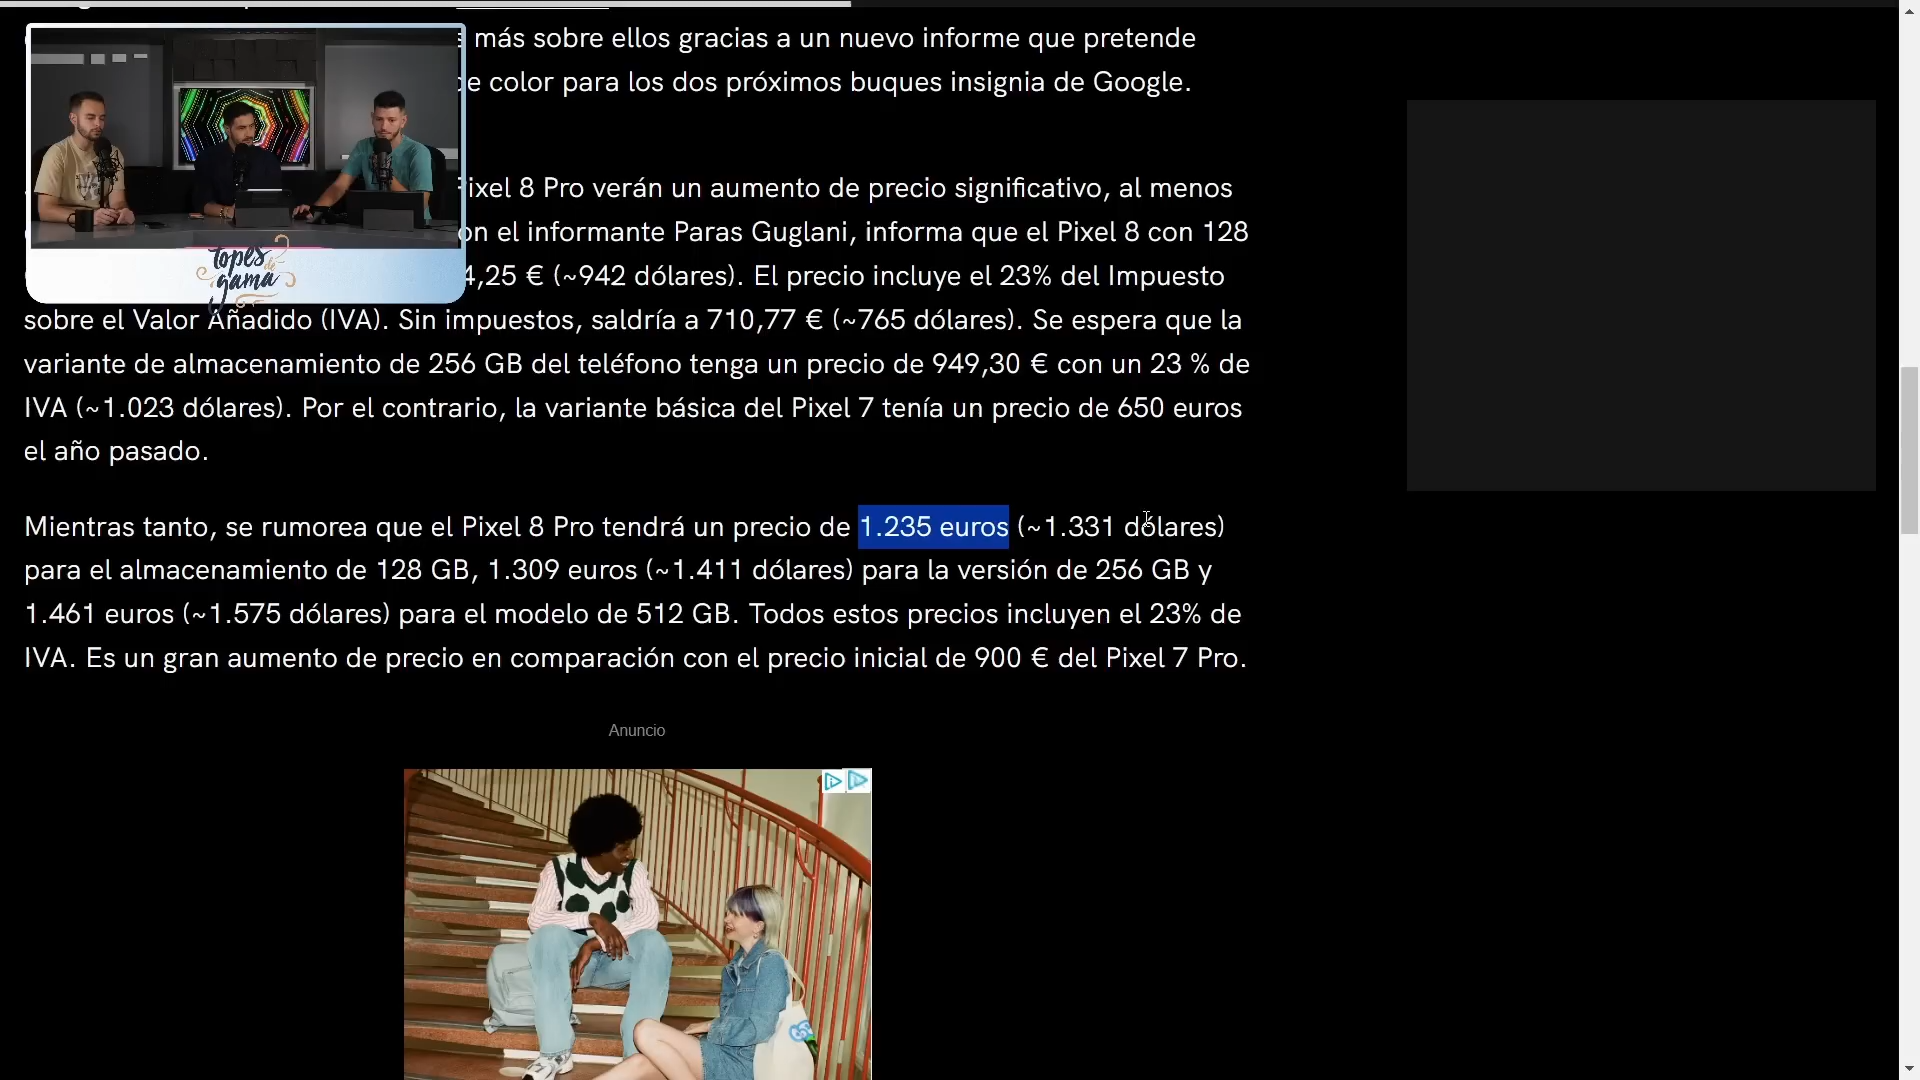 más sobre ellos gracias a un nuevo informe que pretende
de color para los dos próximos buques insignia de Google.
Pixel 8 Pro verán un aumento de precio significativo, al menos
on el informante Paras Guglani, informa que el Pixel 8 con 128
4,25 € (~942 dólares). El precio incluye el 23% del Impuesto
sobre el Valor Añadido (IVA). Sin impuestos, saldría a 710,77 € (~765 dólares). Se espera que la
variante de almacenamiento de 256 GB del teléfono tenga un precio de 949,30 € con un 23 % de
IVA (~1.023 dólares). Por el contrario, la variante básica del Pixel 7 tenía un precio de 650 euros
el año pasado.
Mientras tanto, se rumorea que el Pixel 8 Pro tendrá un precio de 1.235 euros (~1.331 dólares)
para el almacenamiento de 128 GB, 1.309 euros (~1.411 dólares) para la versión de 256 GB y
1.461 euros (~1.575 dólares) para el modelo de 512 GB. Todos estos precios incluyen el 23% de
IVA. Es un gran aumento de precio en comparación con el precio inicial de 900 € del Pixel 7 Pro.
topes
de
gama
Anuncio